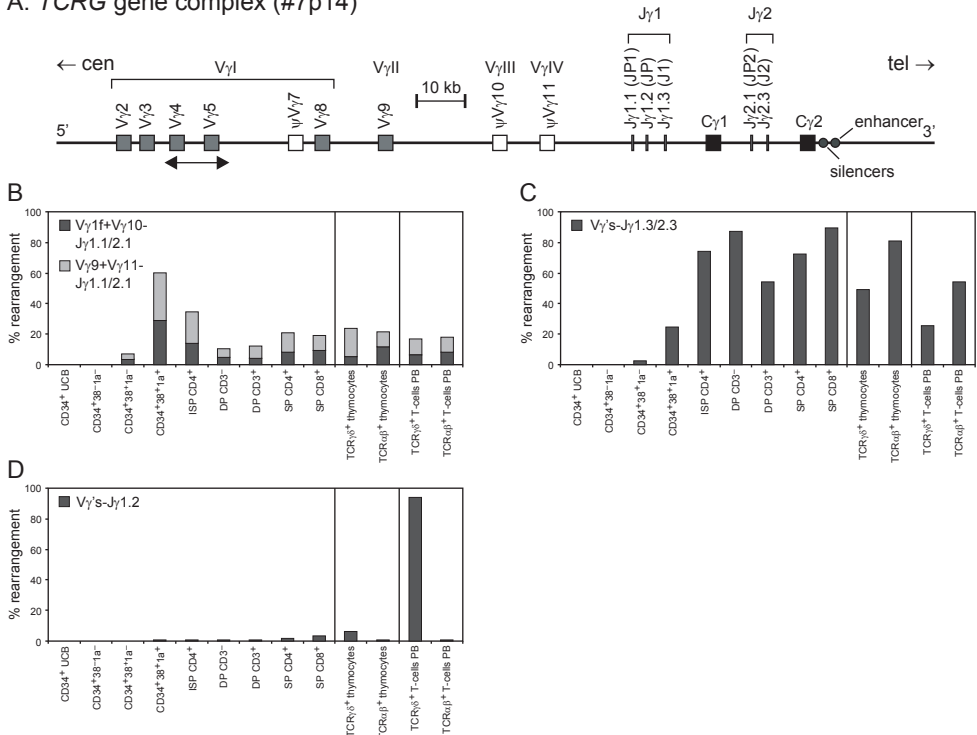 A. TCRG gene complex (#7p14)
Jγ1 Jγ2
← cen VγI VγII VγIII VγIV tel →
10 kb
Vγ2 Vγ3 Vγ4 Vγ5 ψVγ7 Vγ8 Vγ9 ψVγ10 ψVγ11 Jγ1.1 (JP1) Jγ1.2 (JP) Jγ1.3 (J1) Cγ1 Jγ2.1 (JP2) Jγ2.3 (J2) Cγ2 enhancer
5' 3'
silencers
B
% rearrangement
100
80
60
40
20
0
Vγ1f+Vγ10-
Jγ1.1/2.1
Vγ9+Vγ11-
Jγ1.1/2.1
CD34⁺ UCB
CD34⁺38⁻1a⁻
CD34⁺38⁺1a⁻
CD34⁺38⁺1a⁺
ISP CD4⁺
DP CD3⁻
DP CD3⁺
SP CD4⁺
SP CD8⁺
TCRγδ⁺ thymocytes
TCRαβ⁺ thymocytes
TCRγδ⁺ T-cells PB
TCRαβ⁺ T-cells PB
C
% rearrangement
100
80
60
40
20
0
Vγ's-Jγ1.3/2.3
CD34⁺ UCB
CD34⁺38⁻1a⁻
CD34⁺38⁺1a⁻
CD34⁺38⁺1a⁺
ISP CD4⁺
DP CD3⁻
DP CD3⁺
SP CD4⁺
SP CD8⁺
TCRγδ⁺ thymocytes
TCRαβ⁺ thymocytes
TCRγδ⁺ T-cells PB
TCRαβ⁺ T-cells PB
D
% rearrangement
100
80
60
40
20
0
Vγ's-Jγ1.2
CD34⁺ UCB
CD34⁺38⁻1a⁻
CD34⁺38⁺1a⁻
CD34⁺38⁺1a⁺
ISP CD4⁺
DP CD3⁻
DP CD3⁺
SP CD4⁺
SP CD8⁺
TCRγδ⁺ thymocytes
TCRαβ⁺ thymocytes
TCRγδ⁺ T-cells PB
TCRαβ⁺ T-cells PB